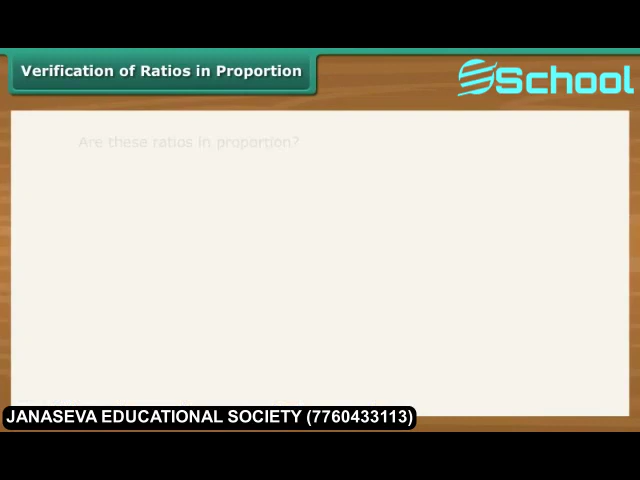 Verification of Ratios in Proportion
School
Are these ratios in proportion?
JANASEVA EDUCATIONAL SOCIETY (7760433113)